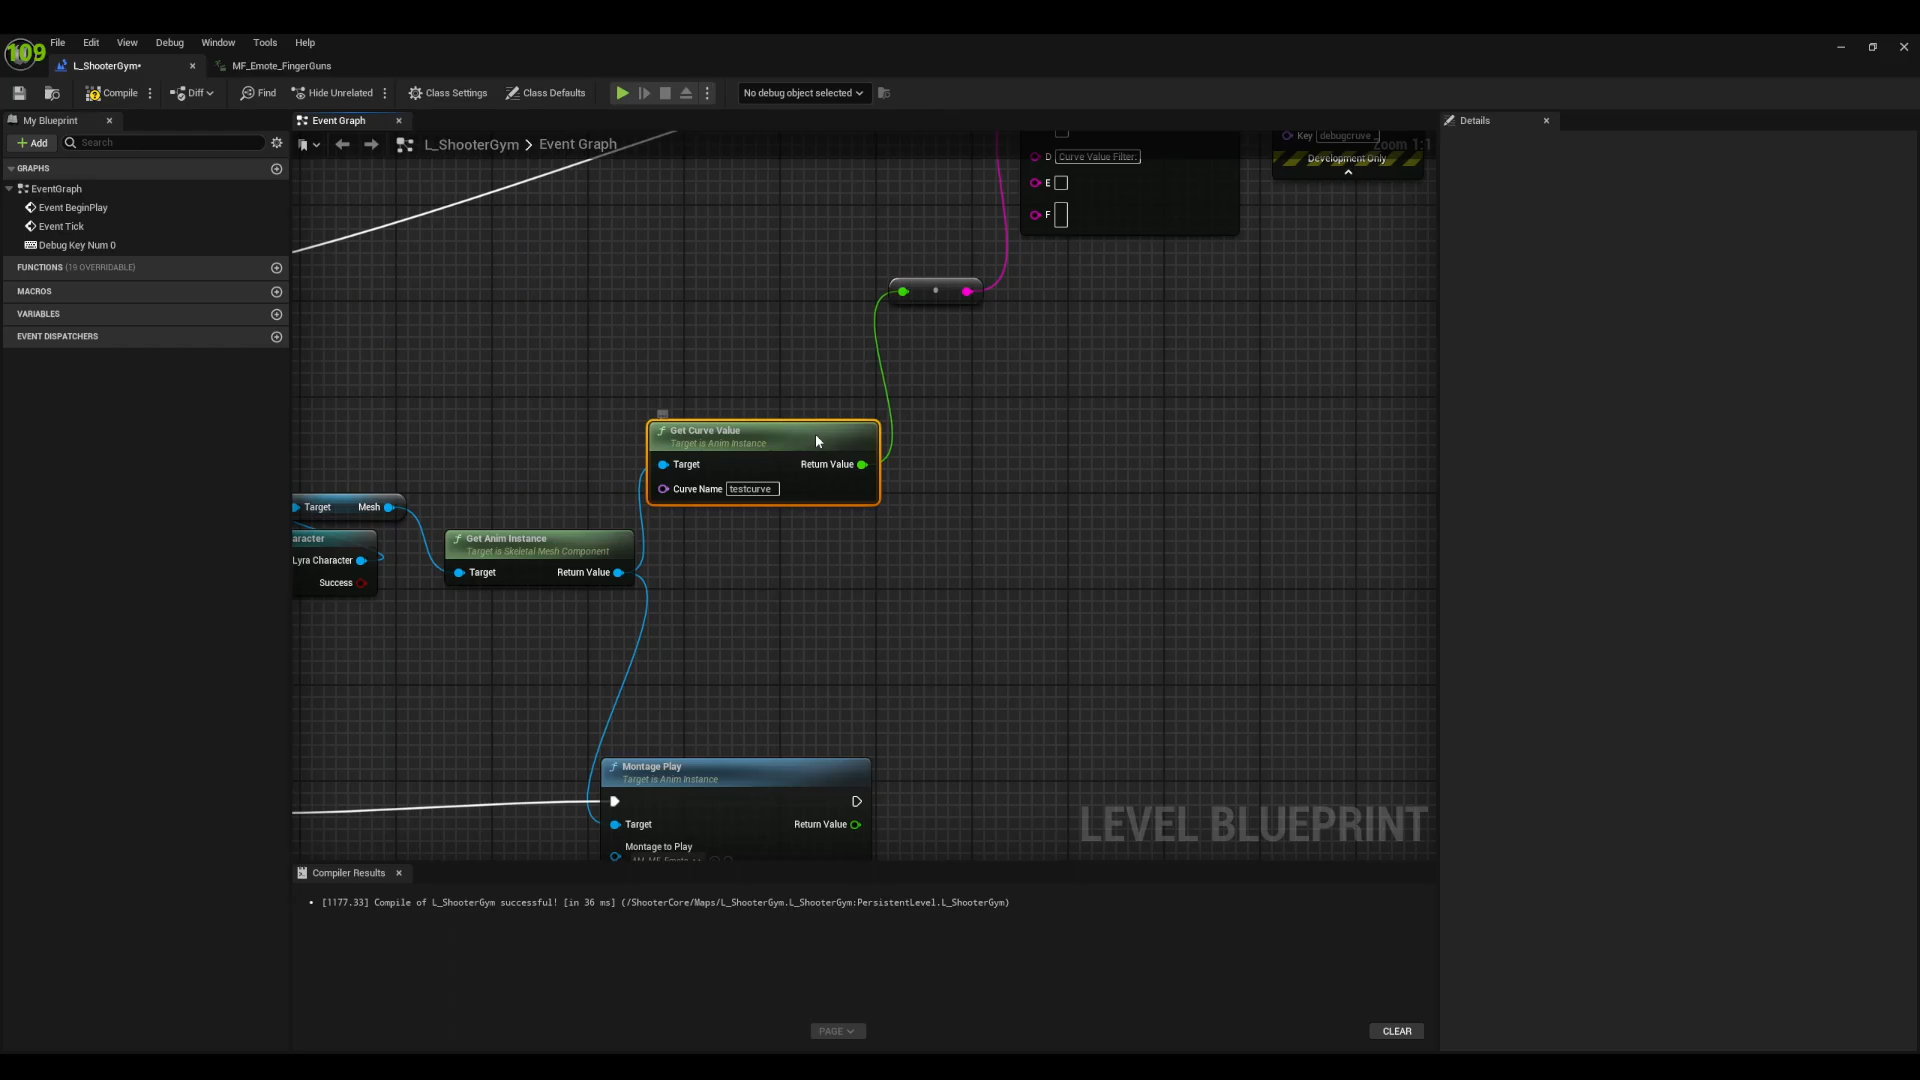 109
File Edit View Debug Window Tools Help
L_ShooterGym•
MF_Emote_FingerGuns
Compile Diff Find Hide Unrelated Class Settings Class Defaults No debug object selected
My Blueprint
Event Graph
Details
Add Search
L_ShooterGym > Event Graph
Zoom 1:1
GRAPHS
EventGraph
Event BeginPlay
Event Tick
Debug Key Num 0
FUNCTIONS (19 OVERRIDABLE)
MACROS
VARIABLES
EVENT DISPATCHERS
D Curve Value Filter:
E
F
Key debugcruve
Development Only
f Get Curve Value
Target is Anim Instance
Target Return Value
Curve Name testcurve
Target Mesh
aracter
Lyra Character
Success
f Get Anim Instance
Target is Skeletal Mesh Component
Target Return Value
f Montage Play
Target is Anim Instance
Target Return Value
Montage to Play
LEVEL BLUEPRINT
Compiler Results
• [1177.33] Compile of L_ShooterGym successful! [in 36 ms] (/ShooterCore/Maps/L_ShooterGym.L_ShooterGym:PersistentLevel.L_ShooterGym)
PAGE
CLEAR